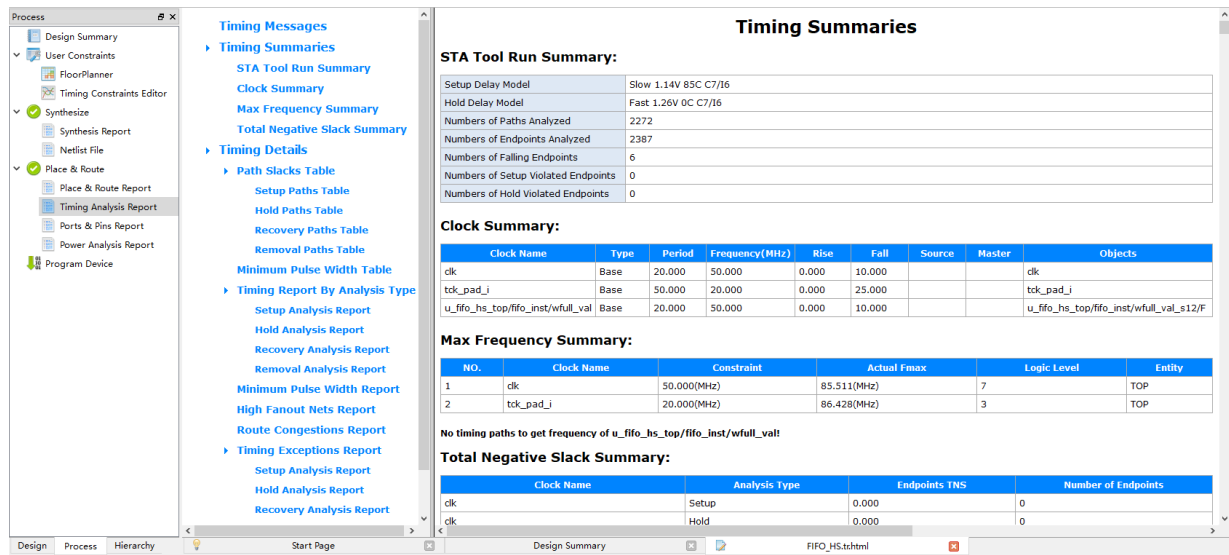 Process
Design Summary
User Constraints
FloorPlanner
Timing Constraints Editor
Synthesize
Synthesis Report
Netlist File
Place & Route
Place & Route Report
Timing Analysis Report
Ports & Pins Report
Power Analysis Report
Program Device
Timing Messages
Timing Summaries
STA Tool Run Summary
Clock Summary
Max Frequency Summary
Total Negative Slack Summary
Timing Details
Path Slacks Table
Setup Paths Table
Hold Paths Table
Recovery Paths Table
Removal Paths Table
Minimum Pulse Width Table
Timing Report By Analysis Type
Setup Analysis Report
Hold Analysis Report
Recovery Analysis Report
Removal Analysis Report
Minimum Pulse Width Report
High Fanout Nets Report
Route Congestions Report
Timing Exceptions Report
Setup Analysis Report
Hold Analysis Report
Recovery Analysis Report
Timing Summaries
STA Tool Run Summary:
Setup Delay Model Slow 1.14V 85C C7/I6
Hold Delay Model Fast 1.26V 0C C7/I6
Numbers of Paths Analyzed 2272
Numbers of Endpoints Analyzed 2387
Numbers of Falling Endpoints 6
Numbers of Setup Violated Endpoints 0
Numbers of Hold Violated Endpoints 0
Clock Summary:
Clock Name Type Period Frequency(MHz) Rise Fall Source Master Objects
clk Base 20.000 50.000 0.000 10.000 clk
tck_pad_i Base 50.000 20.000 0.000 25.000 tck_pad_i
u_fifo_hs_top/fifo_inst/wfull_val Base 20.000 50.000 0.000 10.000 u_fifo_hs_top/fifo_inst/wfull_val_s12/F
Max Frequency Summary:
NO. Clock Name Constraint Actual Fmax Logic Level Entity
1 clk 50.000(MHz) 85.511(MHz) 7 TOP
2 tck_pad_i 20.000(MHz) 86.428(MHz) 3 TOP
No timing paths to get frequency of u_fifo_hs_top/fifo_inst/wfull_val!
Total Negative Slack Summary:
Clock Name Analysis Type Endpoints TNS Number of Endpoints
clk Setup 0.000 0
clk Hold 0.000 0
Design Process Hierarchy Start Page Design Summary FIFO_HS.tr.html